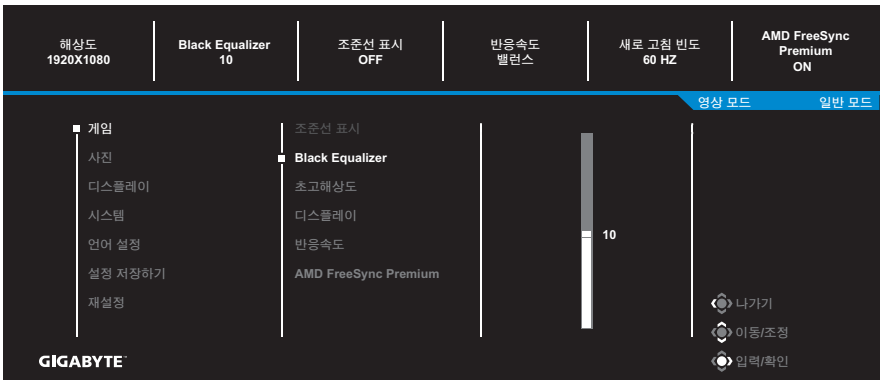 해상도
1920X1080
Black Equalizer
10
조준선 표시
OFF
반응속도
밸런스
새로 고침 빈도
60 HZ
AMD FreeSync
Premium
ON
영상 모드
일반 모드
게임
사진
디스플레이
시스템
언어 설정
설정 저장하기
재설정
조준선 표시
Black Equalizer
초고해상도
디스플레이
반응속도
AMD FreeSync Premium
10
나가기
이동/조정
입력/확인
GIGABYTE™